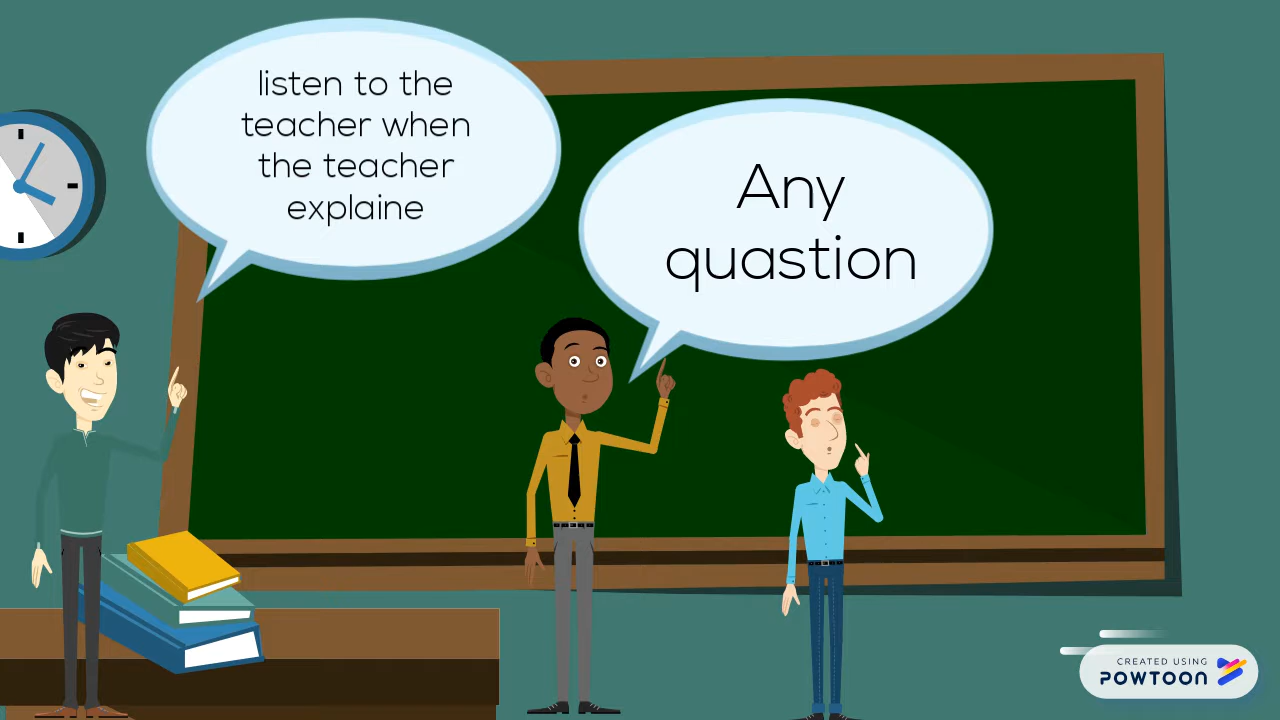 listen to the
teacher when
the teacher
explaine
Any
quastion
CREATED USING
POWTOON